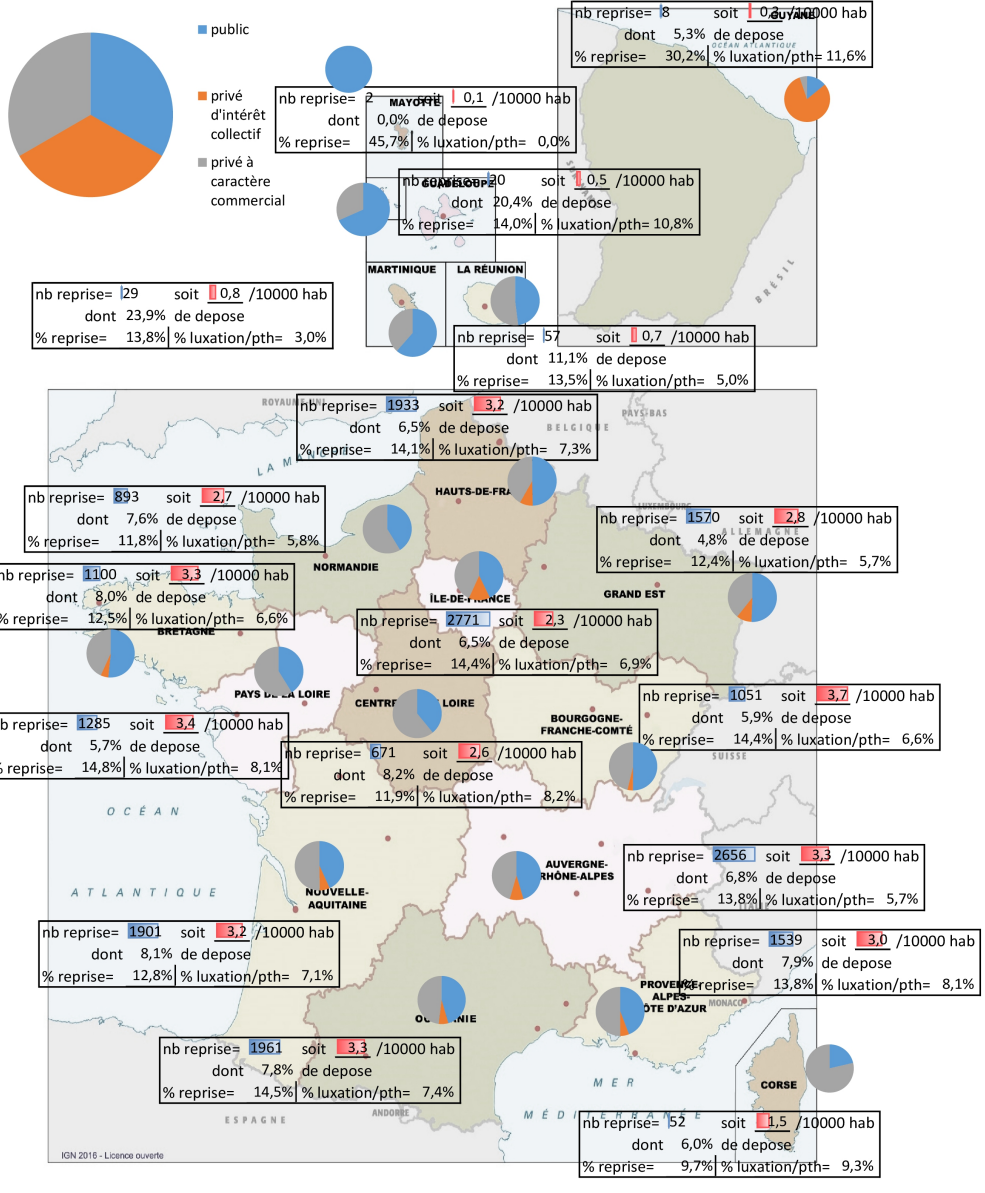 public
privé
d'intérêt
collectif
privé à
caractère
commercial
nb reprise= 8 soit 0,3 /10000 hab
GUYANE
dont 5,3% de depose
OCÉAN ATLANTIQUE
% reprise= 30,2% % luxation/pth= 11,6%
nb reprise= 2 soit 0,1 /10000 hab
MAYOTTE
dont 0,0% de depose
% reprise= 45,7% % luxation/pth= 0,0%
nb reprise= 20 soit 0,5 /10000 hab
GUADELOUPE
dont 20,4% de depose
% reprise= 14,0% % luxation/pth= 10,8%
BRÉSIL
MARTINIQUE LA RÉUNION
nb reprise= 29 soit 0,8 /10000 hab
dont 23,9% de depose
% reprise= 13,8% % luxation/pth= 3,0%
nb reprise= 57 soit 0,7 /10000 hab
dont 11,1% de depose
% reprise= 13,5% % luxation/pth= 5,0%
nb reprise= 1933 soit 3,2 /10000 hab
PAYS-BAS
dont 6,5% de depose
BELGIQUE
% reprise= 14,1% % luxation/pth= 7,3%
nb reprise= 893 soit 2,7 /10000 hab
dont 7,6% de depose
% reprise= 11,8% % luxation/pth= 5,8%
LUXEMBOURG
nb reprise= 1570 soit 2,8 /10000 hab
ALLEMAGNE
dont 4,8% de depose
% reprise= 12,4% % luxation/pth= 5,7%
NORMANDIE
nb reprise= 1100 soit 3,3 /10000 hab
dont 8,0% de depose
% reprise= 12,5% % luxation/pth= 6,6%
BRETAGNE
ÎLE-DE-FRANCE
GRAND EST
nb reprise= 2771 soit 2,3 /10000 hab
dont 6,5% de depose
% reprise= 14,4% % luxation/pth= 6,9%
PAYS DE LA LOIRE
LOIRE
nb reprise= 1051 soit 3,7 /10000 hab
dont 5,9% de depose
% reprise= 14,4% % luxation/pth= 6,6%
BOURGOGNE-
FRANCHE-COMTÉ
SUISSE
nb reprise= 1285 soit 3,4 /10000 hab
dont 5,7% de depose
% reprise= 14,8% % luxation/pth= 8,1%
nb reprise= 671 soit 2,6 /10000 hab
dont 8,2% de depose
% reprise= 11,9% % luxation/pth= 8,2%
OCÉAN
ATLANTIQUE
NOUVELLE-
AQUITAINE
AUVERGNE-
RHÔNE-ALPES
nb reprise= 2656 soit 3,3 /10000 hab
dont 6,8% de depose
% reprise= 13,8% % luxation/pth= 5,7%
nb reprise= 1901 soit 3,2 /10000 hab
dont 8,1% de depose
% reprise= 12,8% % luxation/pth= 7,1%
nb reprise= 1539 soit 3,0 /10000 hab
dont 7,9% de depose
% reprise= 13,8% % luxation/pth= 8,1%
PROVENCE-
ALPES-
CÔTE D'AZUR
MONACO
nb reprise= 1961 soit 3,3 /10000 hab
dont 7,8% de depose
% reprise= 14,5% % luxation/pth= 7,4%
CORSE
MER
MÉDITERRANÉE
ANDORRE
ESPAGNE
nb reprise= 52 soit 1,5 /10000 hab
dont 6,0% de depose
% reprise= 9,7% % luxation/pth= 9,3%
IGN 2016 - Licence ouverte